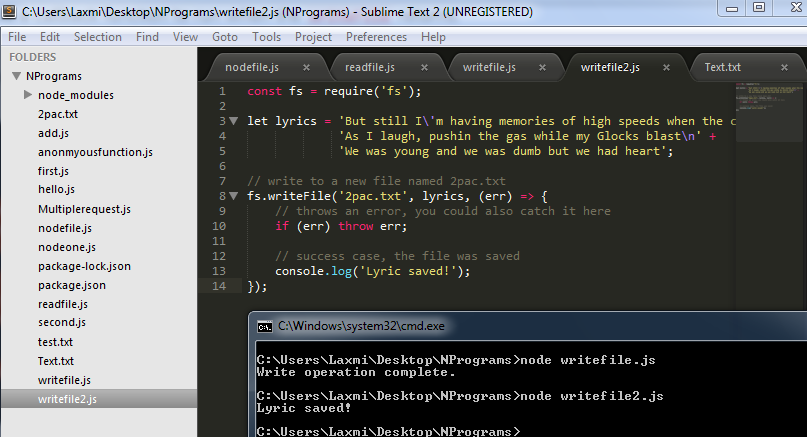 C:\Users\Laxmi\Desktop\NPrograms\writefile2.js (NPrograms) - Sublime Text 2 (UNREGISTERED)
File Edit Selection Find View Goto Tools Project Preferences Help
FOLDERS
NPrograms
node_modules
2pac.txt
add.js
anonmyousfunction.js
first.js
hello.js
Multiplerequest.js
nodefile.js
nodeone.js
package-lock.json
package.json
readfile.js
second.js
test.txt
Text.txt
writefile.js
writefile2.js
nodefile.js readfile.js writefile.js writefile2.js Text.txt
1 const fs = require('fs');
2
3 let lyrics = 'But still I\'m having memories of high speeds when the c
4 'As I laugh, pushin the gas while my Glocks blast\n' +
5 'We was young and we was dumb but we had heart';
6
7 // write to a new file named 2pac.txt
8 fs.writeFile('2pac.txt', lyrics, (err) => {
9 // throws an error, you could also catch it here
10 if (err) throw err;
11
12 // success case, the file was saved
13 console.log('Lyric saved!');
14 });
C:\Windows\system32\cmd.exe
C:\Users\Laxmi\Desktop\NPrograms>node writefile.js
Write operation complete.
C:\Users\Laxmi\Desktop\NPrograms>node writefile2.js
Lyric saved!
C:\Users\Laxmi\Desktop\NPrograms>